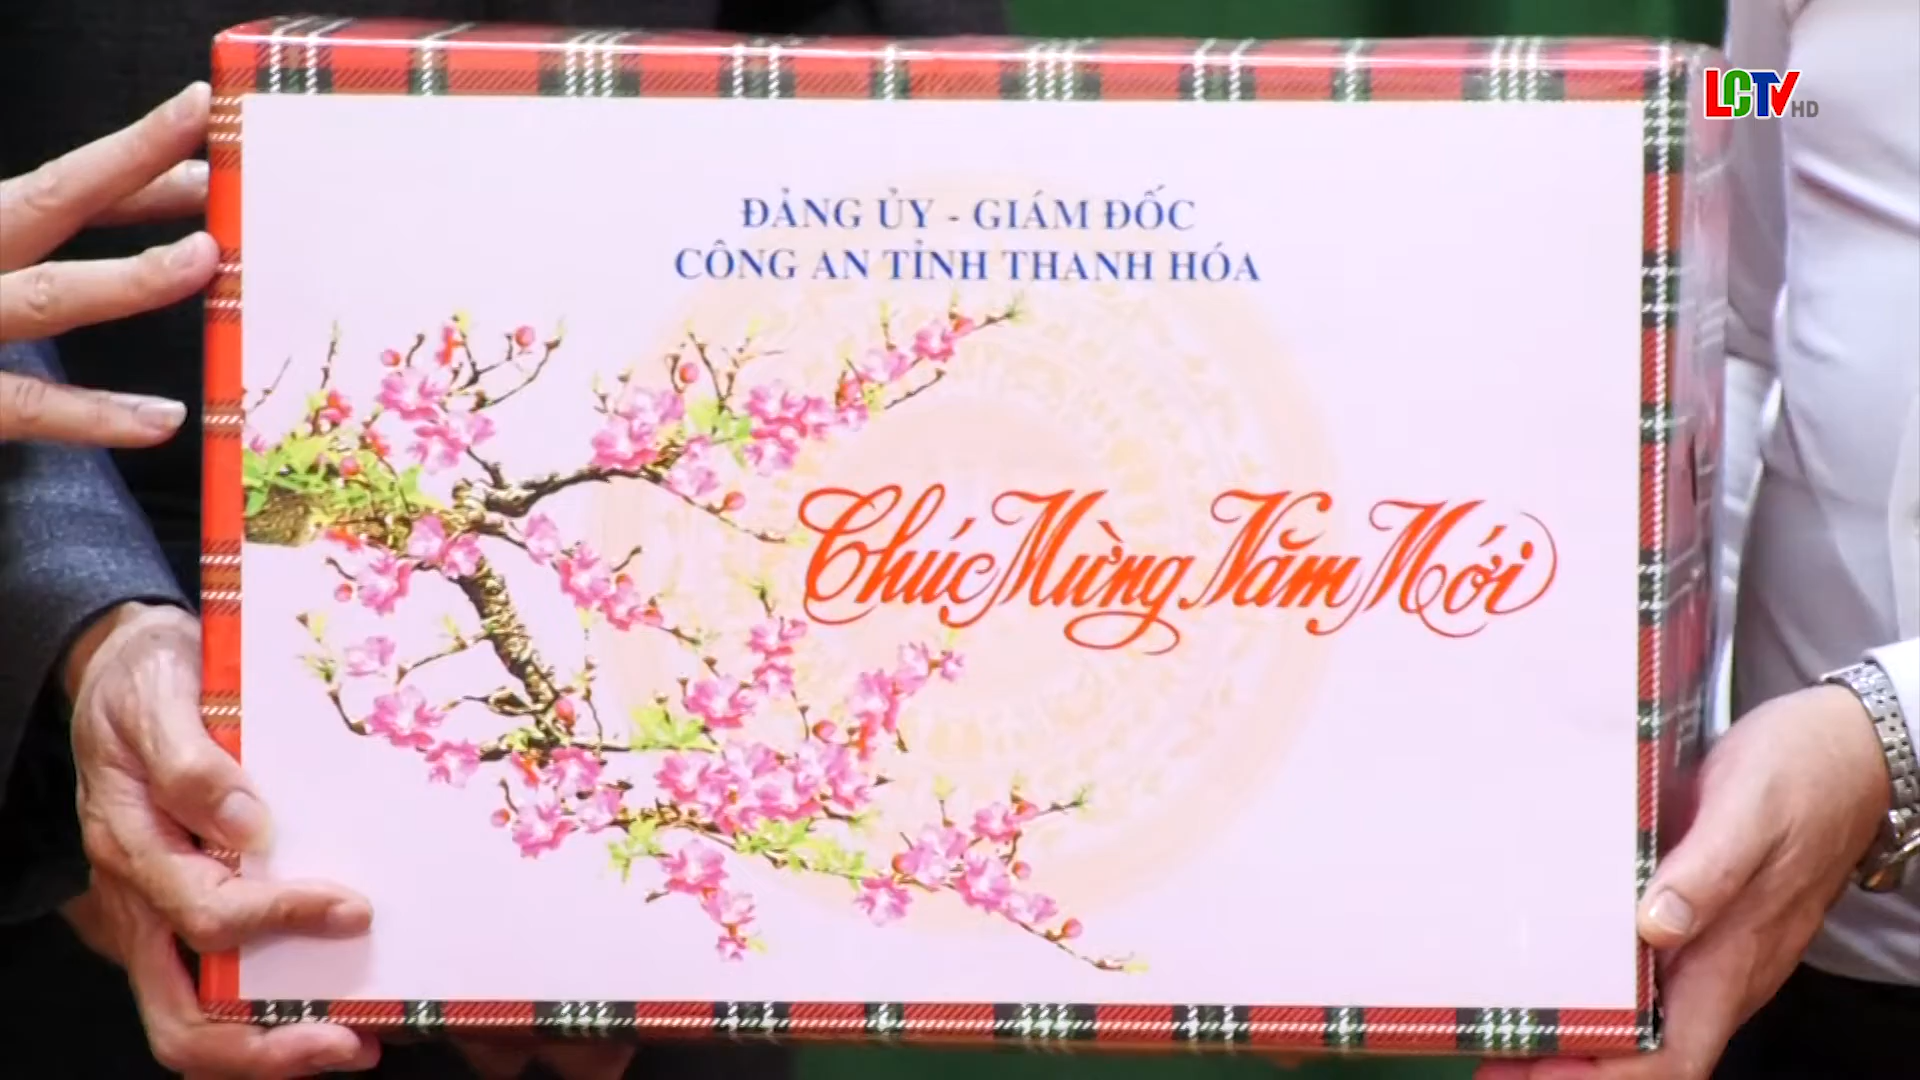 LCTV HD
ĐẢNG ỦY - GIÁM ĐỐC
CÔNG AN TỈNH THANH HÓA
Chúc Mừng Năm Mới